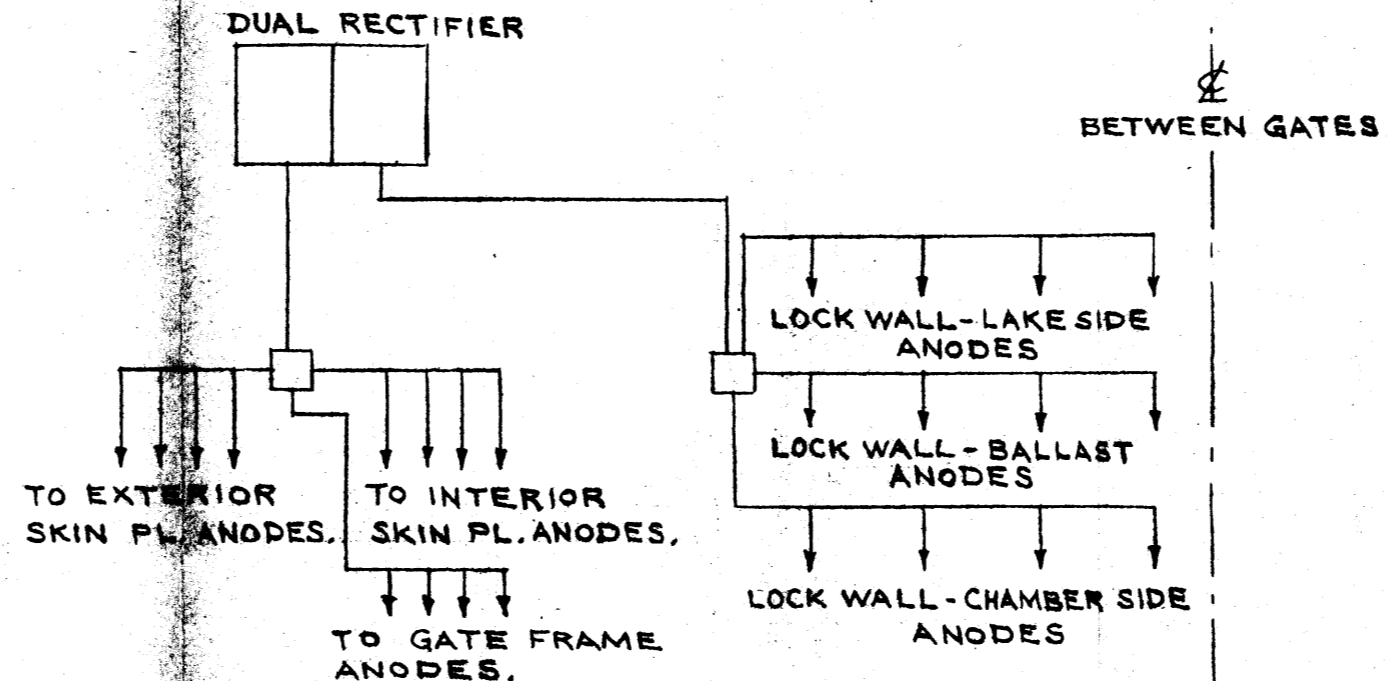 DUAL RECTIFIER
℄
BETWEEN GATES
LOCK WALL-LAKE SIDE
ANODES
LOCK WALL-BALLAST
ANODES
TO EXTERIOR
SKIN PL. ANODES.
TO INTERIOR
SKIN PL. ANODES.
LOCK WALL-CHAMBER SIDE
ANODES
TO GATE FRAME
ANODES.